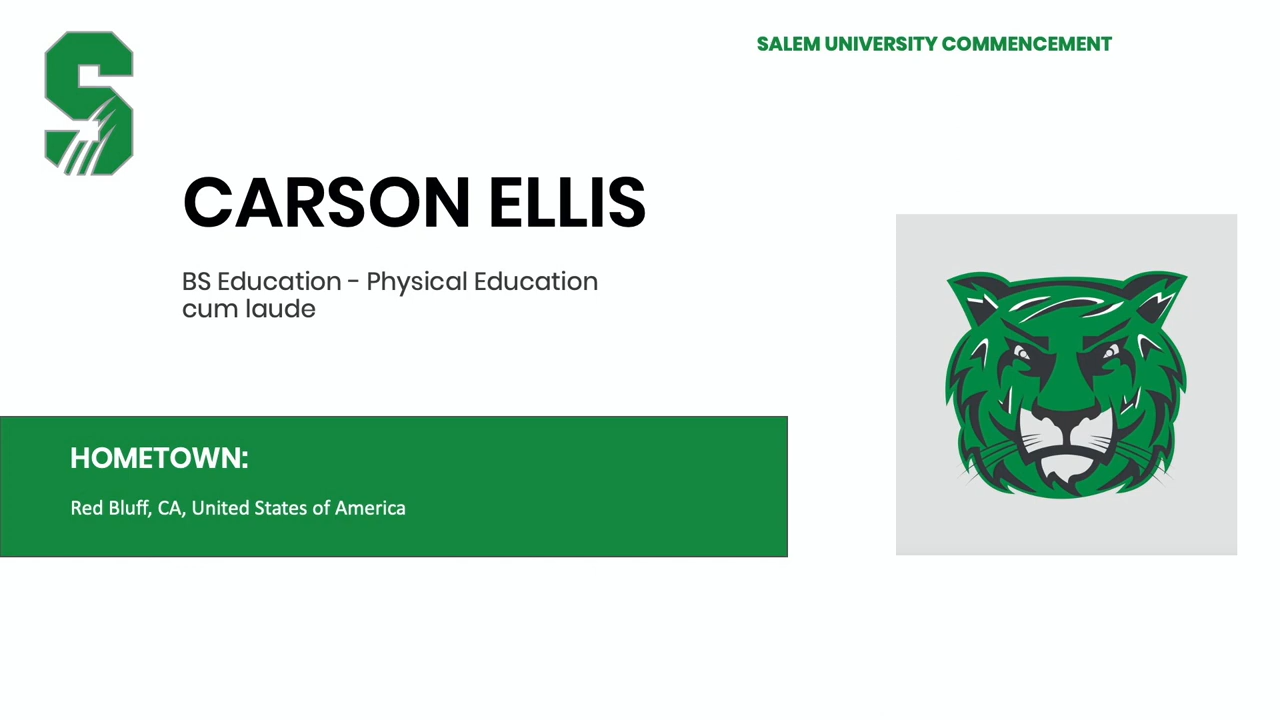 S
SALEM UNIVERSITY COMMENCEMENT
CARSON ELLIS
BS Education - Physical Education
cum laude
HOMETOWN:
Red Bluff, CA, United States of America